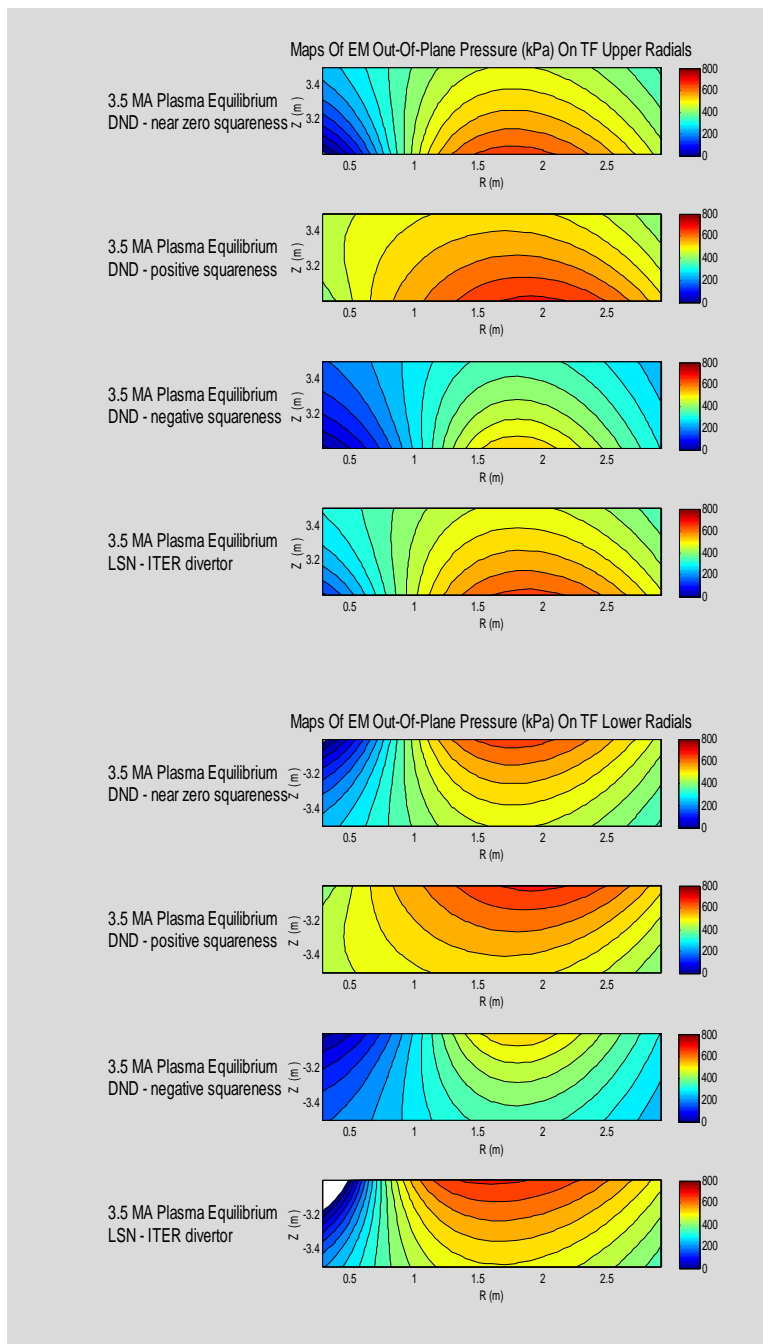 Maps Of EM Out-Of-Plane Pressure (kPa) On TF Upper Radials
3.5 MA Plasma Equilibrium
DND - near zero squareness
Z (m)
3.4
3.2
0.5 1 1.5 2 2.5
R (m)
800
600
400
200
0
3.5 MA Plasma Equilibrium
DND - positive squareness
Z (m)
3.4
3.2
0.5 1 1.5 2 2.5
R (m)
800
600
400
200
0
3.5 MA Plasma Equilibrium
DND - negative squareness
Z (m)
3.4
3.2
0.5 1 1.5 2 2.5
R (m)
800
600
400
200
0
3.5 MA Plasma Equilibrium
LSN - ITER divertor
Z (m)
3.4
3.2
0.5 1 1.5 2 2.5
R (m)
800
600
400
200
0
Maps Of EM Out-Of-Plane Pressure (kPa) On TF Lower Radials
3.5 MA Plasma Equilibrium
DND - near zero squareness
Z (m)
-3.2
-3.4
0.5 1 1.5 2 2.5
R (m)
800
600
400
200
0
3.5 MA Plasma Equilibrium
DND - positive squareness
Z (m)
-3.2
-3.4
0.5 1 1.5 2 2.5
R (m)
800
600
400
200
0
3.5 MA Plasma Equilibrium
DND - negative squareness
Z (m)
-3.2
-3.4
0.5 1 1.5 2 2.5
R (m)
800
600
400
200
0
3.5 MA Plasma Equilibrium
LSN - ITER divertor
Z (m)
-3.2
-3.4
0.5 1 1.5 2 2.5
R (m)
800
600
400
200
0